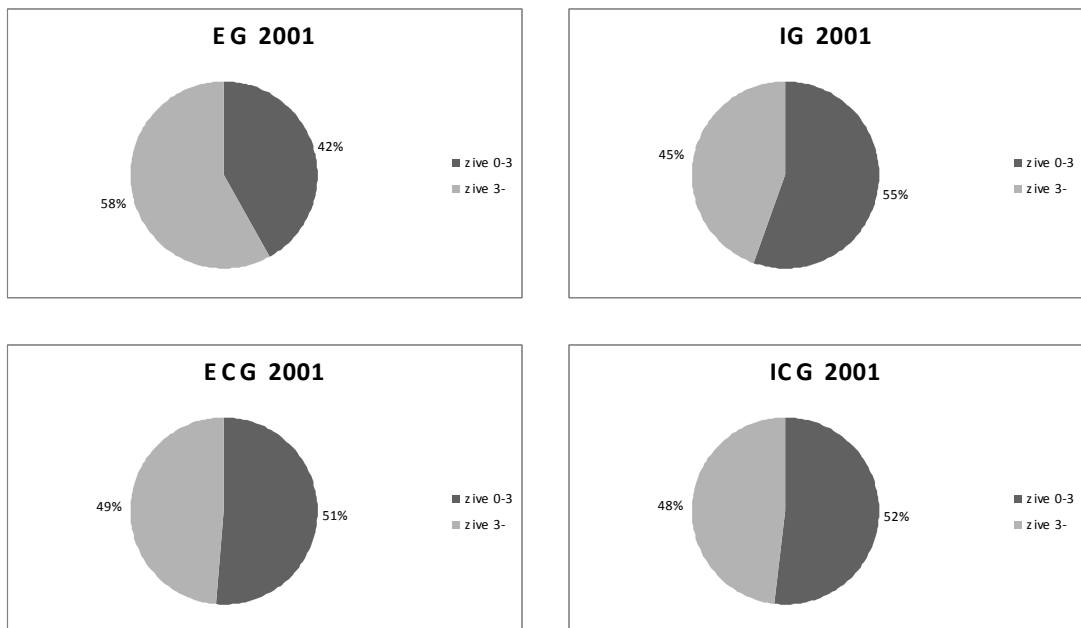 EG 2001
42%
58%
zive 0-3
zive 3-
IG 2001
45%
55%
zive 0-3
zive 3-
ECG 2001
49%
51%
zive 0-3
zive 3-
ICG 2001
48%
52%
zive 0-3
zive 3-